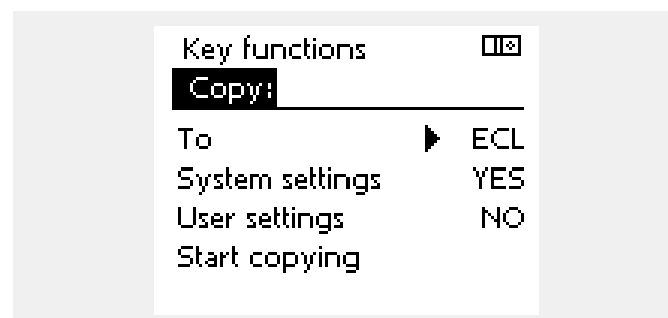 Key functions
Copy:
To ECL
System settings YES
User settings NO
Start copying